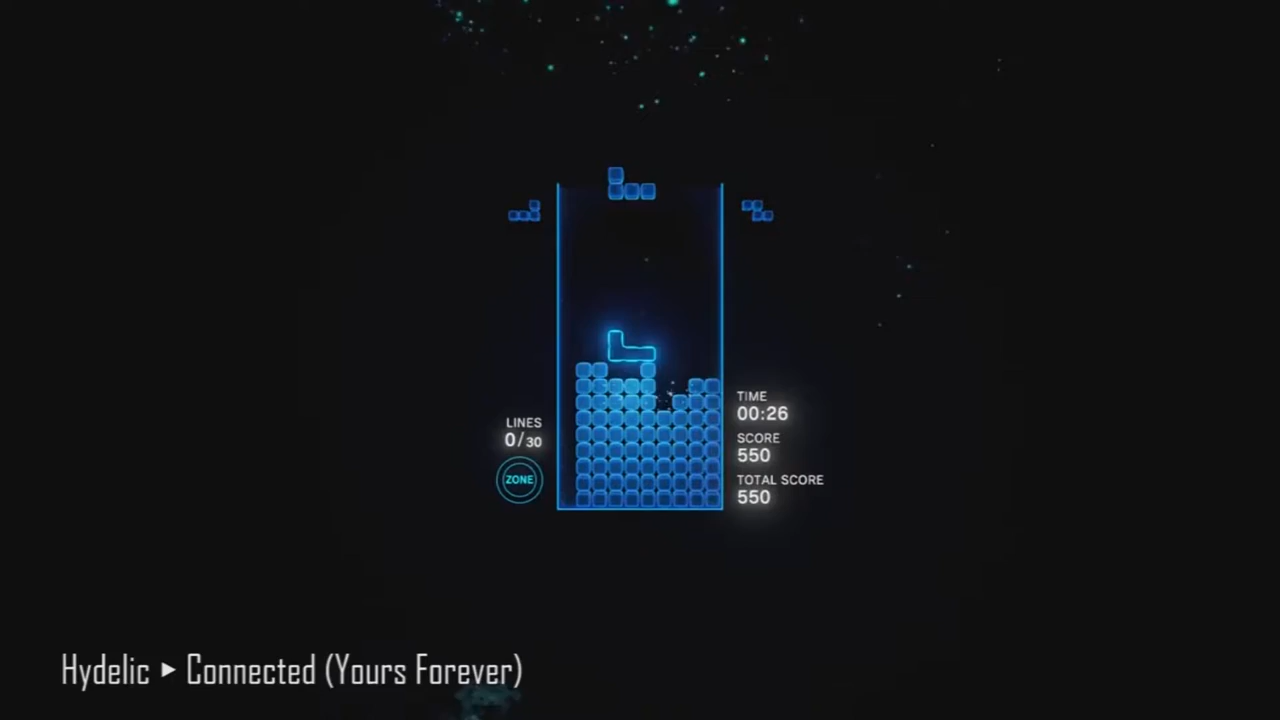 LINES
0/30
ZONE
TIME
00:26
SCORE
550
TOTAL SCORE
550
Hydelic ▶ Connected (Yours Forever)